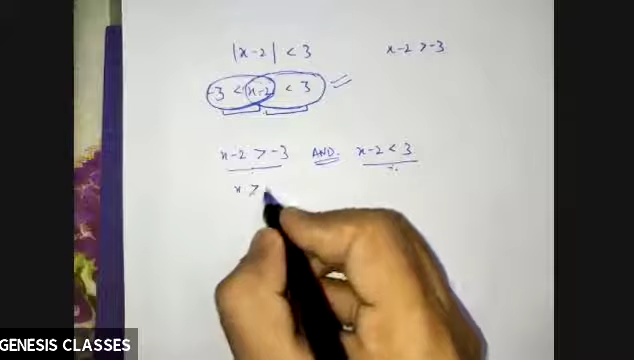 |x-2| < 3 x-2 > -3
-3 < x-2 < 3
x-2 > -3 AND. x-2 < 3
x >
GENESIS CLASSES